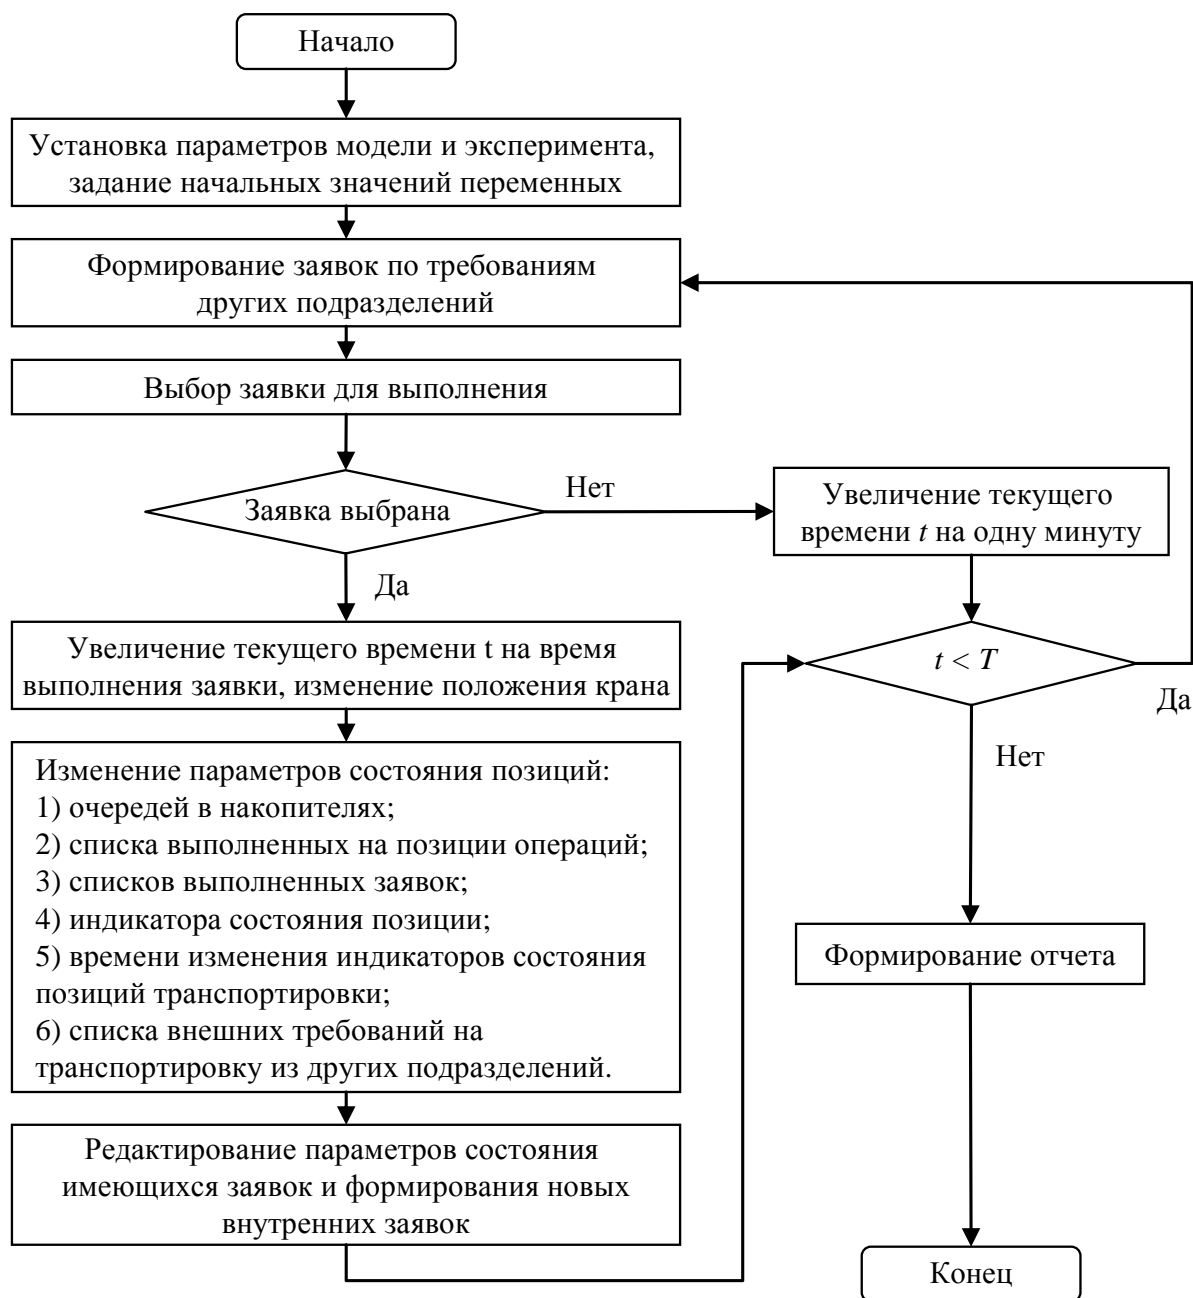 Начало
Установка параметров модели и эксперимента,
задание начальных значений переменных
Формирование заявок по требованиям
других подразделений
Выбор заявки для выполнения
Заявка выбрана
Нет
Увеличение текущего
времени t на одну минуту
Да
Увеличение текущего времени t на время
выполнения заявки, изменение положения крана
t < T
Да
Нет
Изменение параметров состояния позиций:
1) очередей в накопителях;
2) списка выполненных на позиции операций;
3) списков выполненных заявок;
4) индикатора состояния позиции;
5) времени изменения индикаторов состояния
позиций транспортировки;
6) списка внешних требований на
транспортировку из других подразделений.
Формирование отчета
Редактирование параметров состояния
имеющихся заявок и формирования новых
внутренних заявок
Конец